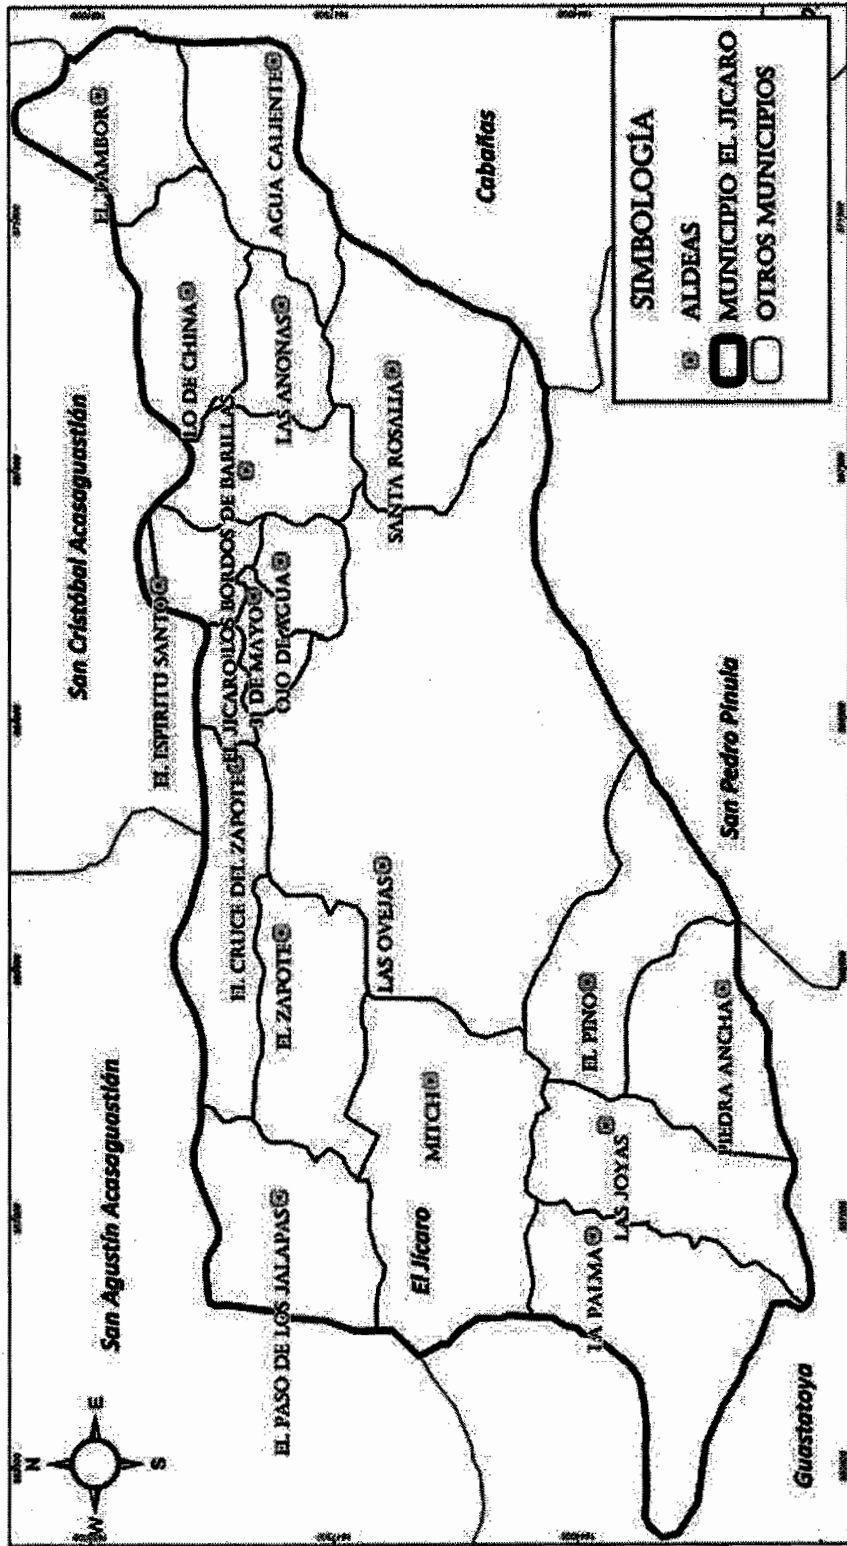 San Agustín Acasaguastlán
San Cristóbal Acasaguastlán
N
W
E
S
EL TAMBOR
EL ESPIRITU SANTO
LO DE CHINA
EL CRUCE DEL ZAPOTE
EL JICARO
LOS BORDOS DE BARILLAS
DE MAYO
EL PASO DE LOS JALAPAS
EL ZAPOTE
OJO DE AGUA
LAS ANONAS
AGUA CALIENTE
LAS OVEJAS
SANTA ROSALIA
El Jícaro
MITCH
Cabañas
LA PALMA
LAS JOYAS
EL PINO
PIEDRA ANCHA
San Pedro Pinula
Guastatoya
SIMBOLOGÍA
ALDEAS
MUNICIPIO EL JICARO
OTROS MUNICIPIOS